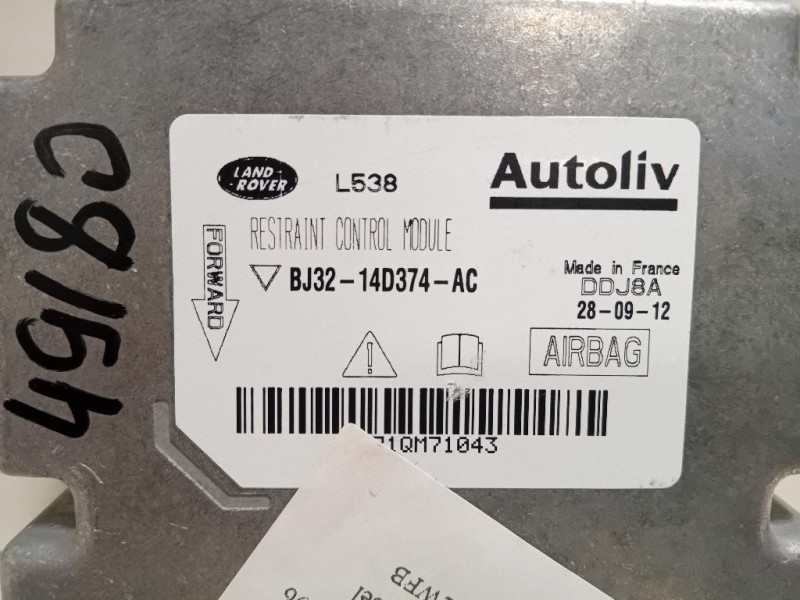 LAND
-ROVER
L538
Autoliv
RESTRAINT CONTROL MODULE
FORWARD
BJ32-14D374-AC
Made in France
DDJ8A
28-09-12
AIRBAG
71QM71043